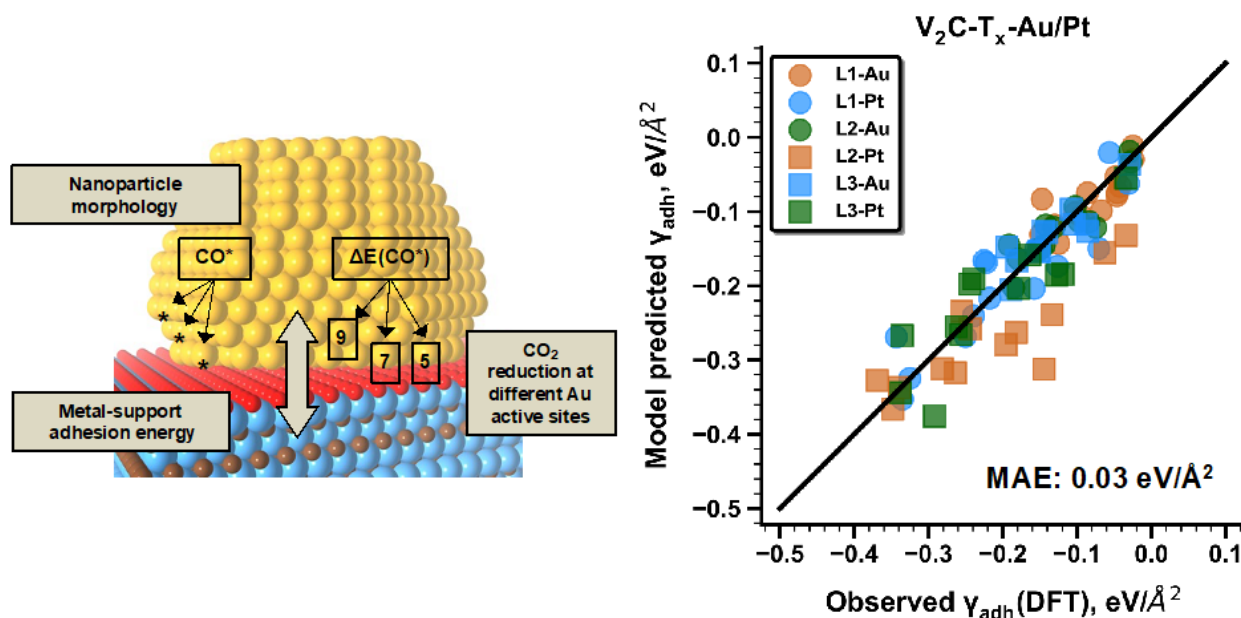 Nanoparticle
morphology
CO*
ΔE(CO*)
*
*
*
9
7
5
Metal-support
adhesion energy
CO₂
reduction at
different Au
active sites
V₂C-Tₓ-Au/Pt
L1-Au
L1-Pt
L2-Au
L2-Pt
L3-Au
L3-Pt
Model predicted γadh, eV/Å²
0.1
0.0
−0.1
−0.2
−0.3
−0.4
−0.5
MAE: 0.03 eV/Å²
−0.5 −0.4 −0.3 −0.2 −0.1 0.0 0.1
Observed γadh(DFT), eV/Å²